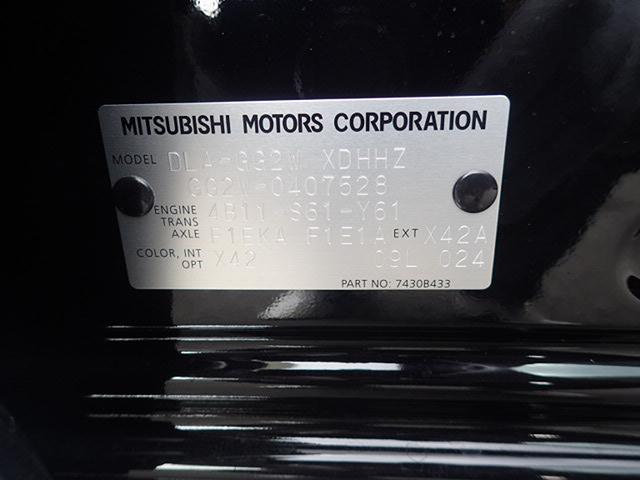 MITSUBISHI MOTORS CORPORATION
MODEL DLA-GG2W XDHHZ
GG2W-0407528
ENGINE 4B11 S61-Y61
TRANS
AXLE F1EKA F1E1A EXT X42A
COLOR, INT X42 09L 024
OPT
PART NO: 7430B433